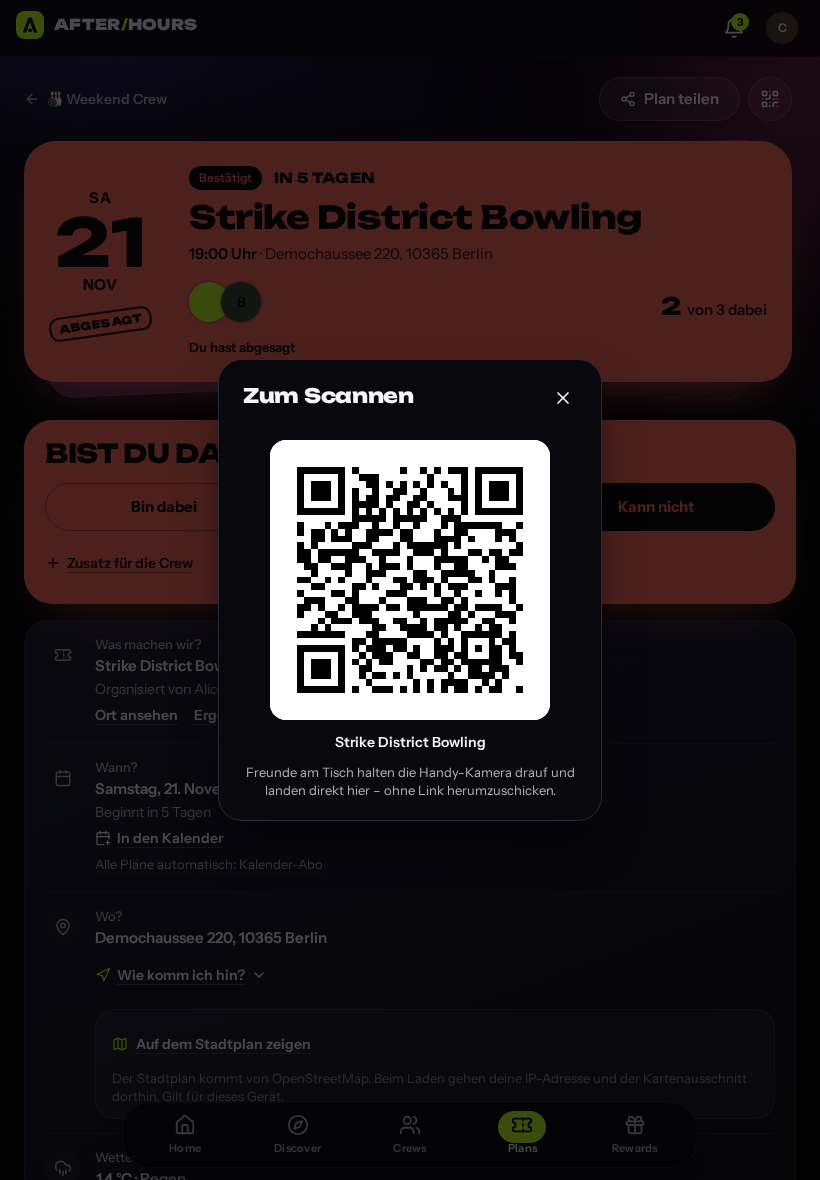 AFTER/HOURS
3
C
Weekend Crew
Plan teilen
SA
21
NOV
ABGESAGT
Bestätigt
IN 5 TAGEN
Strike District Bowling
19:00 Uhr · Demochaussee 220, 10365 Berlin
B
2 von 3 dabei
Du hast abgesagt
Zum Scannen
Strike District Bowling
Freunde am Tisch halten die Handy-Kamera drauf und
landen direkt hier – ohne Link herumzuschicken.
BIST DU DA
Bin dabei
Kann nicht
Zusatz für die Crew
Was machen wir?
Strike District
Organisiert von
Ort ansehen
Wann?
Samstag, 21.
Beginnt in 5 Tagen
In den Kalender
Alle Pläne automatisch: Kalender-Abo
Wo?
Demochaussee 220, 10365 Berlin
Wie komm ich hin?
Auf dem Stadtplan zeigen
Der Stadtplan kommt von OpenStreetMap. Beim Laden gehen deine IP-Adresse und der Kartenausschnitt
dorthin. Gilt für dieses Gerät.
Home
Discover
Crews
Plans
Rewards
14 °C · Regen